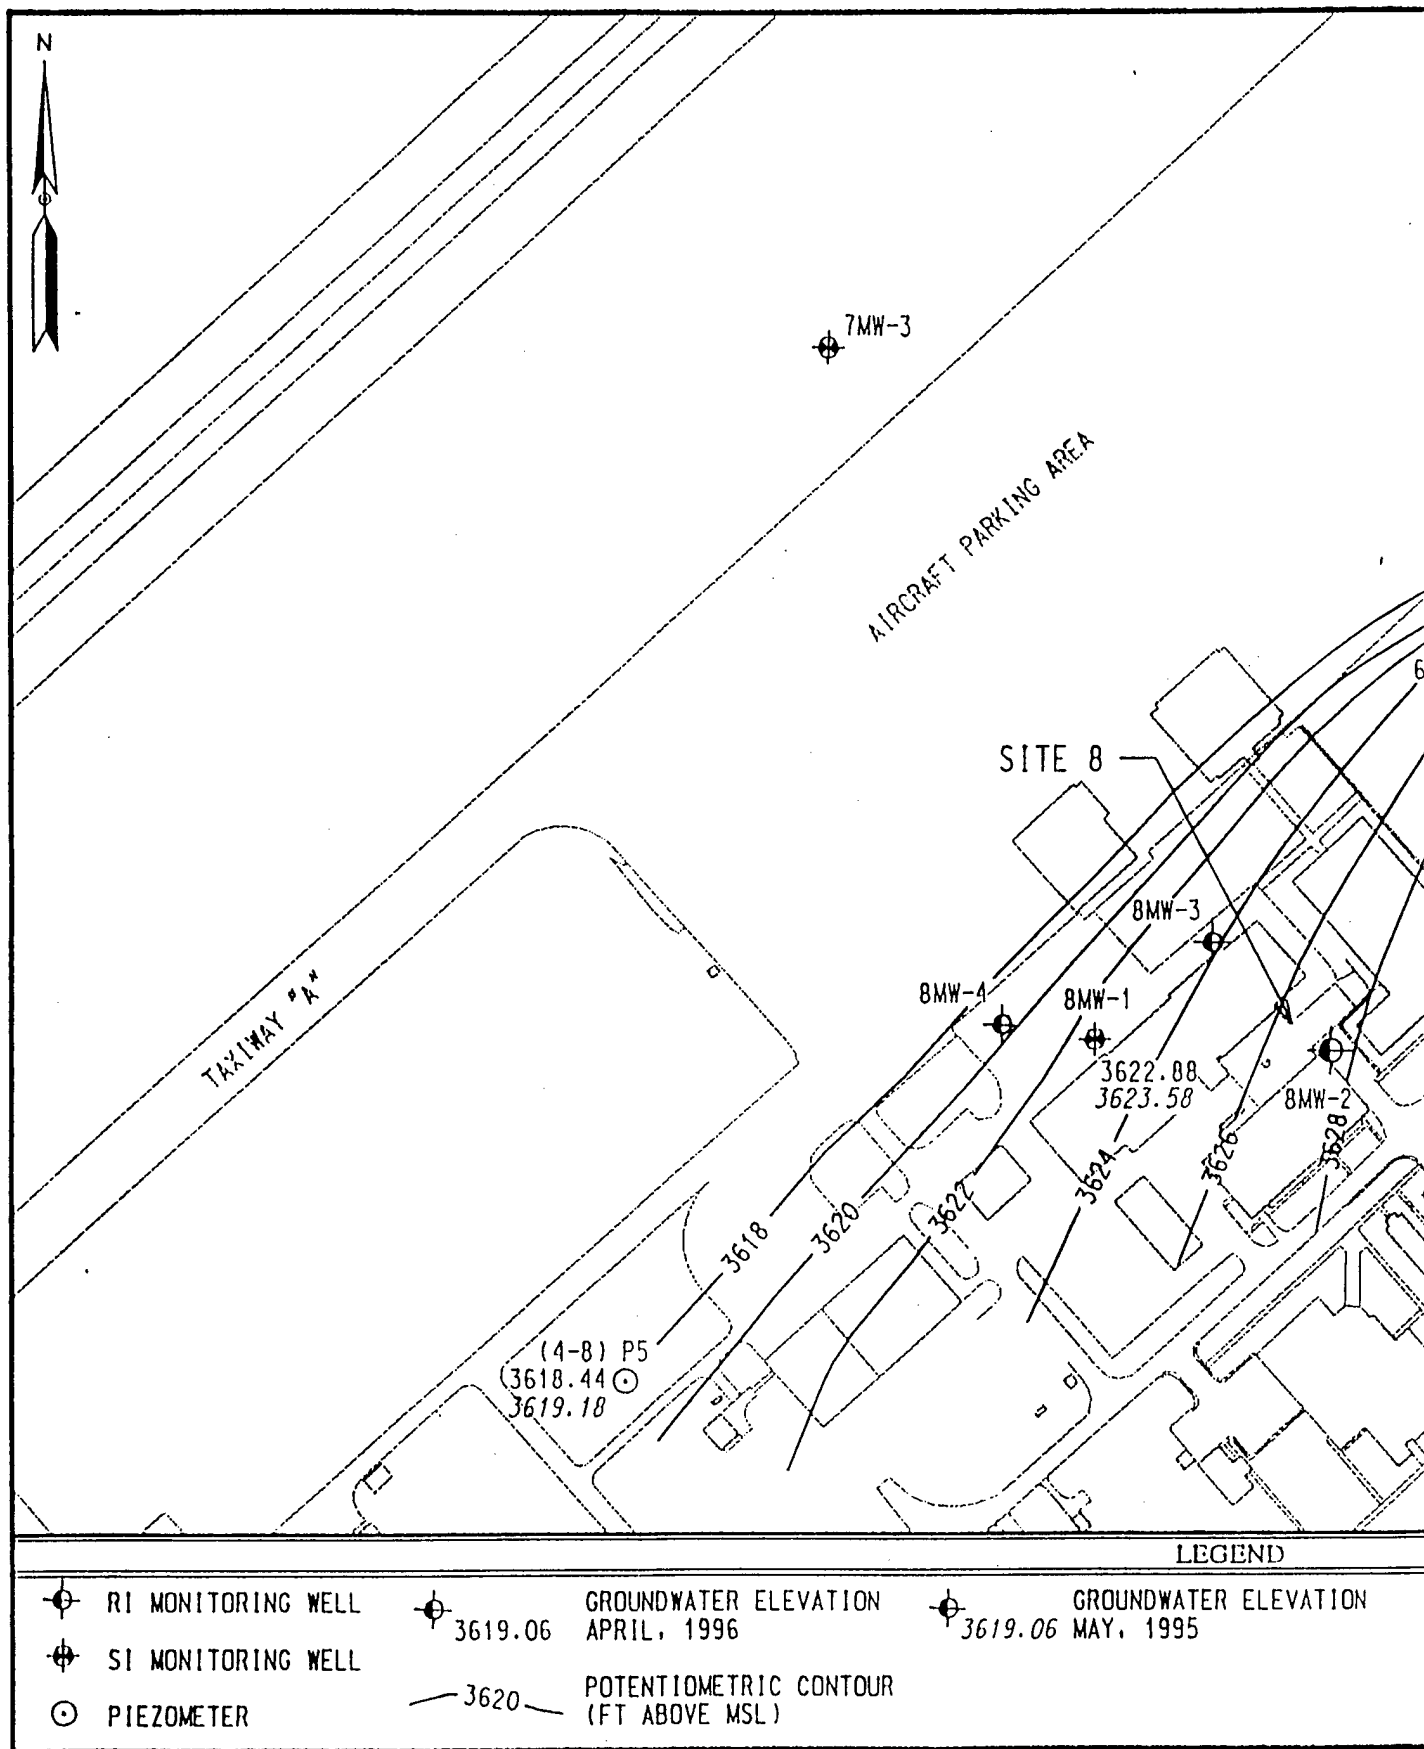 N
7MW-3
AIRCRAFT PARKING AREA
6
SITE 8
8MW-3
8MW-4
8MW-1
TAXIWAY "A"
3622.88
3623.58
8MW-2
3618
3620
3622
3624
3626
3628
(4-8) P5
3618.44
3619.18
LEGEND
RI MONITORING WELL
SI MONITORING WELL
PIEZOMETER
3619.06
GROUNDWATER ELEVATION
APRIL, 1996
3620
POTENTIOMETRIC CONTOUR
(FT ABOVE MSL)
3619.06
GROUNDWATER ELEVATION
MAY, 1995